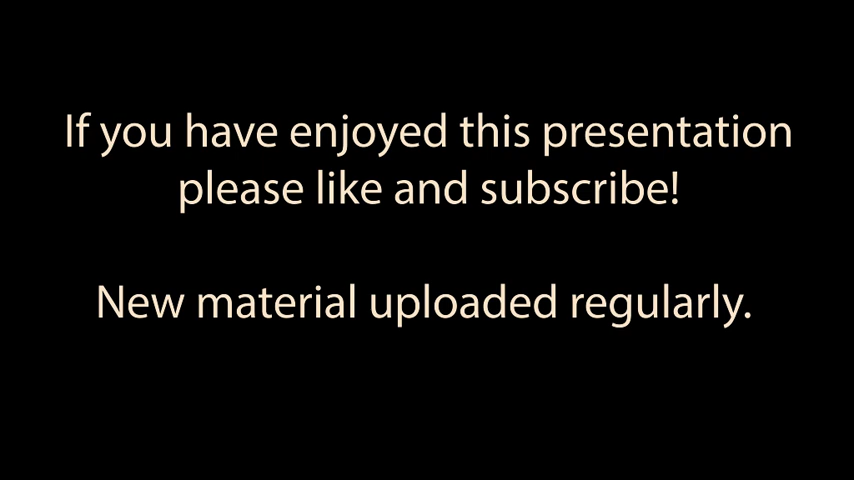 If you have enjoyed this presentation
please like and subscribe!
New material uploaded regularly.